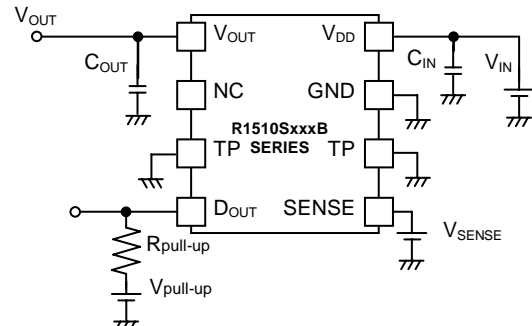 VOUT
VOUT
VDD
COUT
CIN
VIN
NC
GND
R1510SxxxB
SERIES
TP
TP
DOUT
SENSE
Rpull-up
VSENSE
Vpull-up